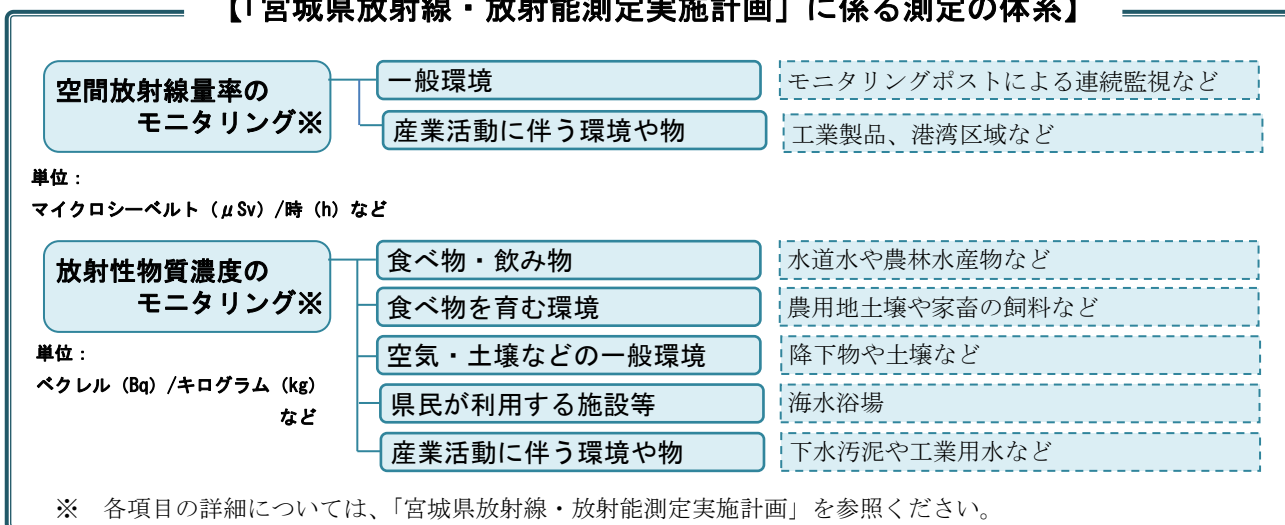 【「宮城県放射線・放射能測定実施計画」に係る測定の体系】
空間放射線量率の
モニタリング※
一般環境
モニタリングポストによる連続監視など
産業活動に伴う環境や物
工業製品、港湾区域など
単位：
マイクロシーベルト（μSv）/時（h）など
放射性物質濃度の
モニタリング※
食べ物・飲み物
水道水や農林水産物など
食べ物を育む環境
農用地土壌や家畜の飼料など
単位：
ベクレル（Bq）/キログラム（kg）
など
空気・土壌などの一般環境
降下物や土壌など
県民が利用する施設等
海水浴場
産業活動に伴う環境や物
下水汚泥や工業用水など
※　各項目の詳細については、「宮城県放射線・放射能測定実施計画」を参照ください。